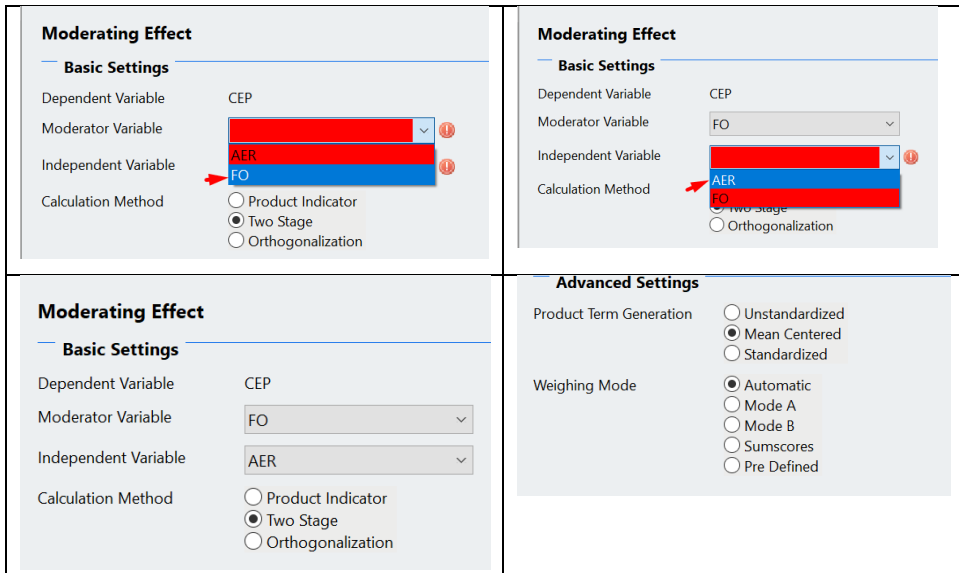 Moderating Effect
Basic Settings
Dependent Variable CEP
Moderator Variable
AER
Independent Variable
FO
Calculation Method Product Indicator
Two Stage
Orthogonalization
Moderating Effect
Basic Settings
Dependent Variable CEP
Moderator Variable FO
Independent Variable
AER
Calculation Method
FO
Two Stage
Orthogonalization
Moderating Effect
Basic Settings
Dependent Variable CEP
Moderator Variable FO
Independent Variable AER
Calculation Method Product Indicator
Two Stage
Orthogonalization
Advanced Settings
Product Term Generation Unstandardized
Mean Centered
Standardized
Weighing Mode Automatic
Mode A
Mode B
Sumscores
Pre Defined